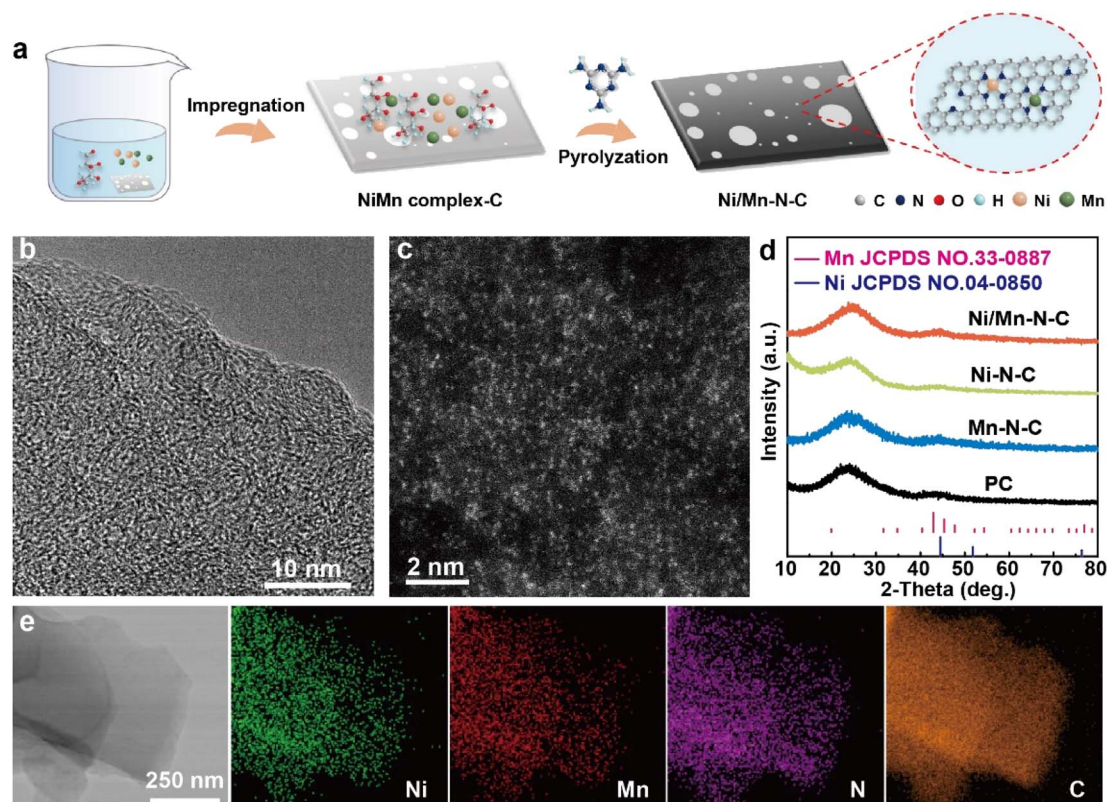 a
Impregnation
Pyrolyzation
NiMn complex-C
Ni/Mn-N-C
C N O H Ni Mn
b
10 nm
c
2 nm
d
Mn JCPDS NO.33-0887
Ni JCPDS NO.04-0850
Ni/Mn-N-C
Ni-N-C
Mn-N-C
PC
Intensity (a.u.)
10 20 30 40 50 60 70 80
2-Theta (deg.)
e
250 nm
Ni
Mn
N
C